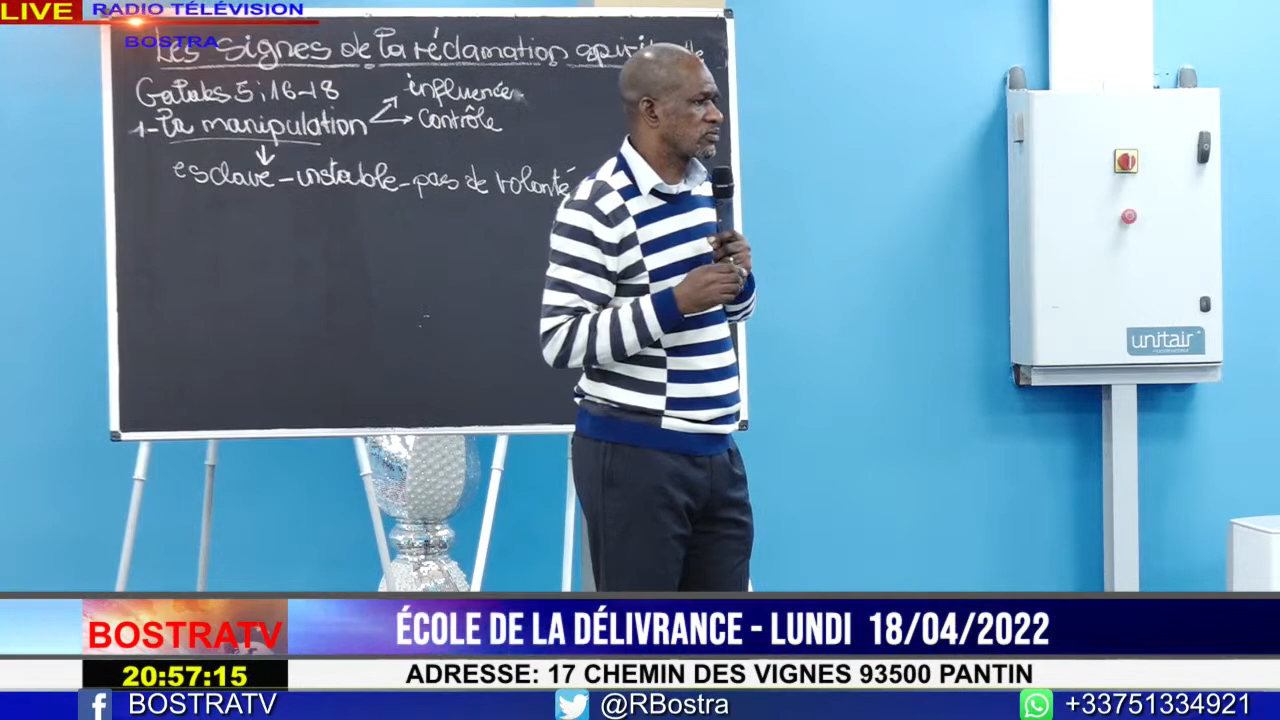 LIVE
RADIO TÉLÉVISION
BOSTRA
Les signes de la réclamation
Galates 5:16-18
influence
1- La manipulation
contrôle
esclave - instable - pas de volonté
unitair
BOSTRATV
ÉCOLE DE LA DÉLIVRANCE - LUNDI 18/04/2022
20:57:15
ADRESSE: 17 CHEMIN DES VIGNES 93500 PANTIN
BOSTRATV
@RBostra
+33751334921